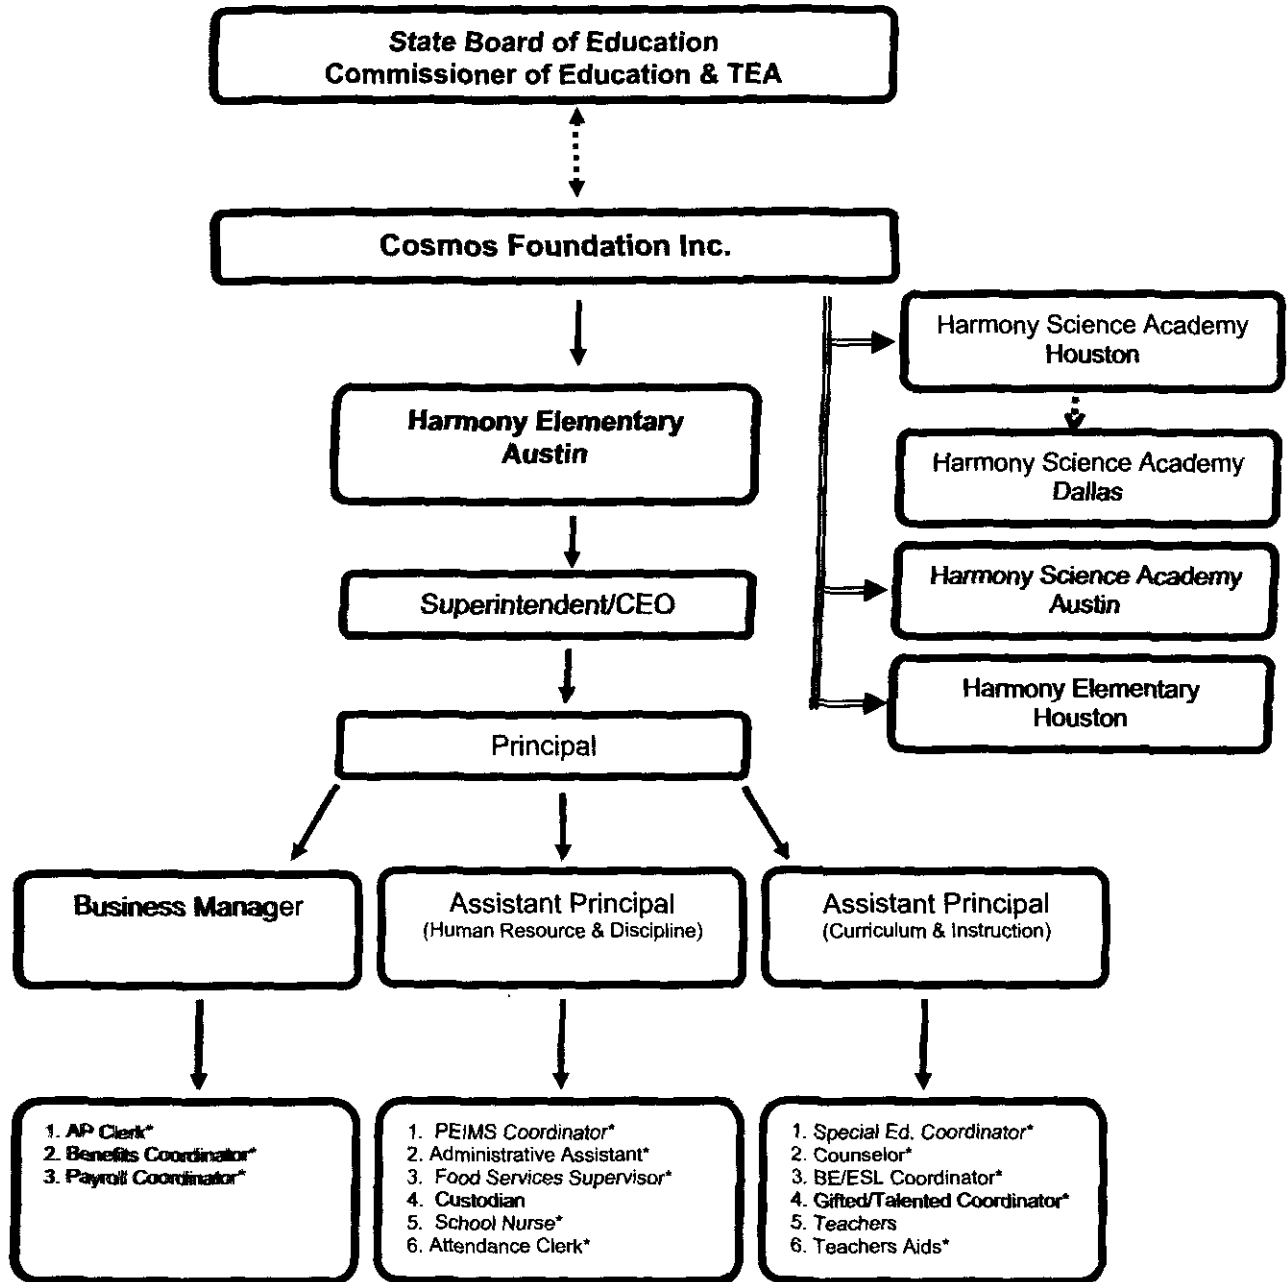 State Board of Education
Commissioner of Education & TEA
Cosmos Foundation Inc.
Harmony Science Academy
Houston
Harmony Elementary
Austin
Harmony Science Academy
Dallas
Harmony Science Academy
Austin
Superintendent/CEO
Harmony Elementary
Houston
Principal
Business Manager
Assistant Principal
(Human Resource & Discipline)
Assistant Principal
(Curriculum & Instruction)
1. AP Clerk*
2. Benefits Coordinator*
3. Payroll Coordinator*
1. PEIMS Coordinator*
2. Administrative Assistant*
3. Food Services Supervisor*
4. Custodian
5. School Nurse*
6. Attendance Clerk*
1. Special Ed. Coordinator*
2. Counselor*
3. BE/ESL Coordinator*
4. Gifted/Talented Coordinator*
5. Teachers
6. Teachers Aids*